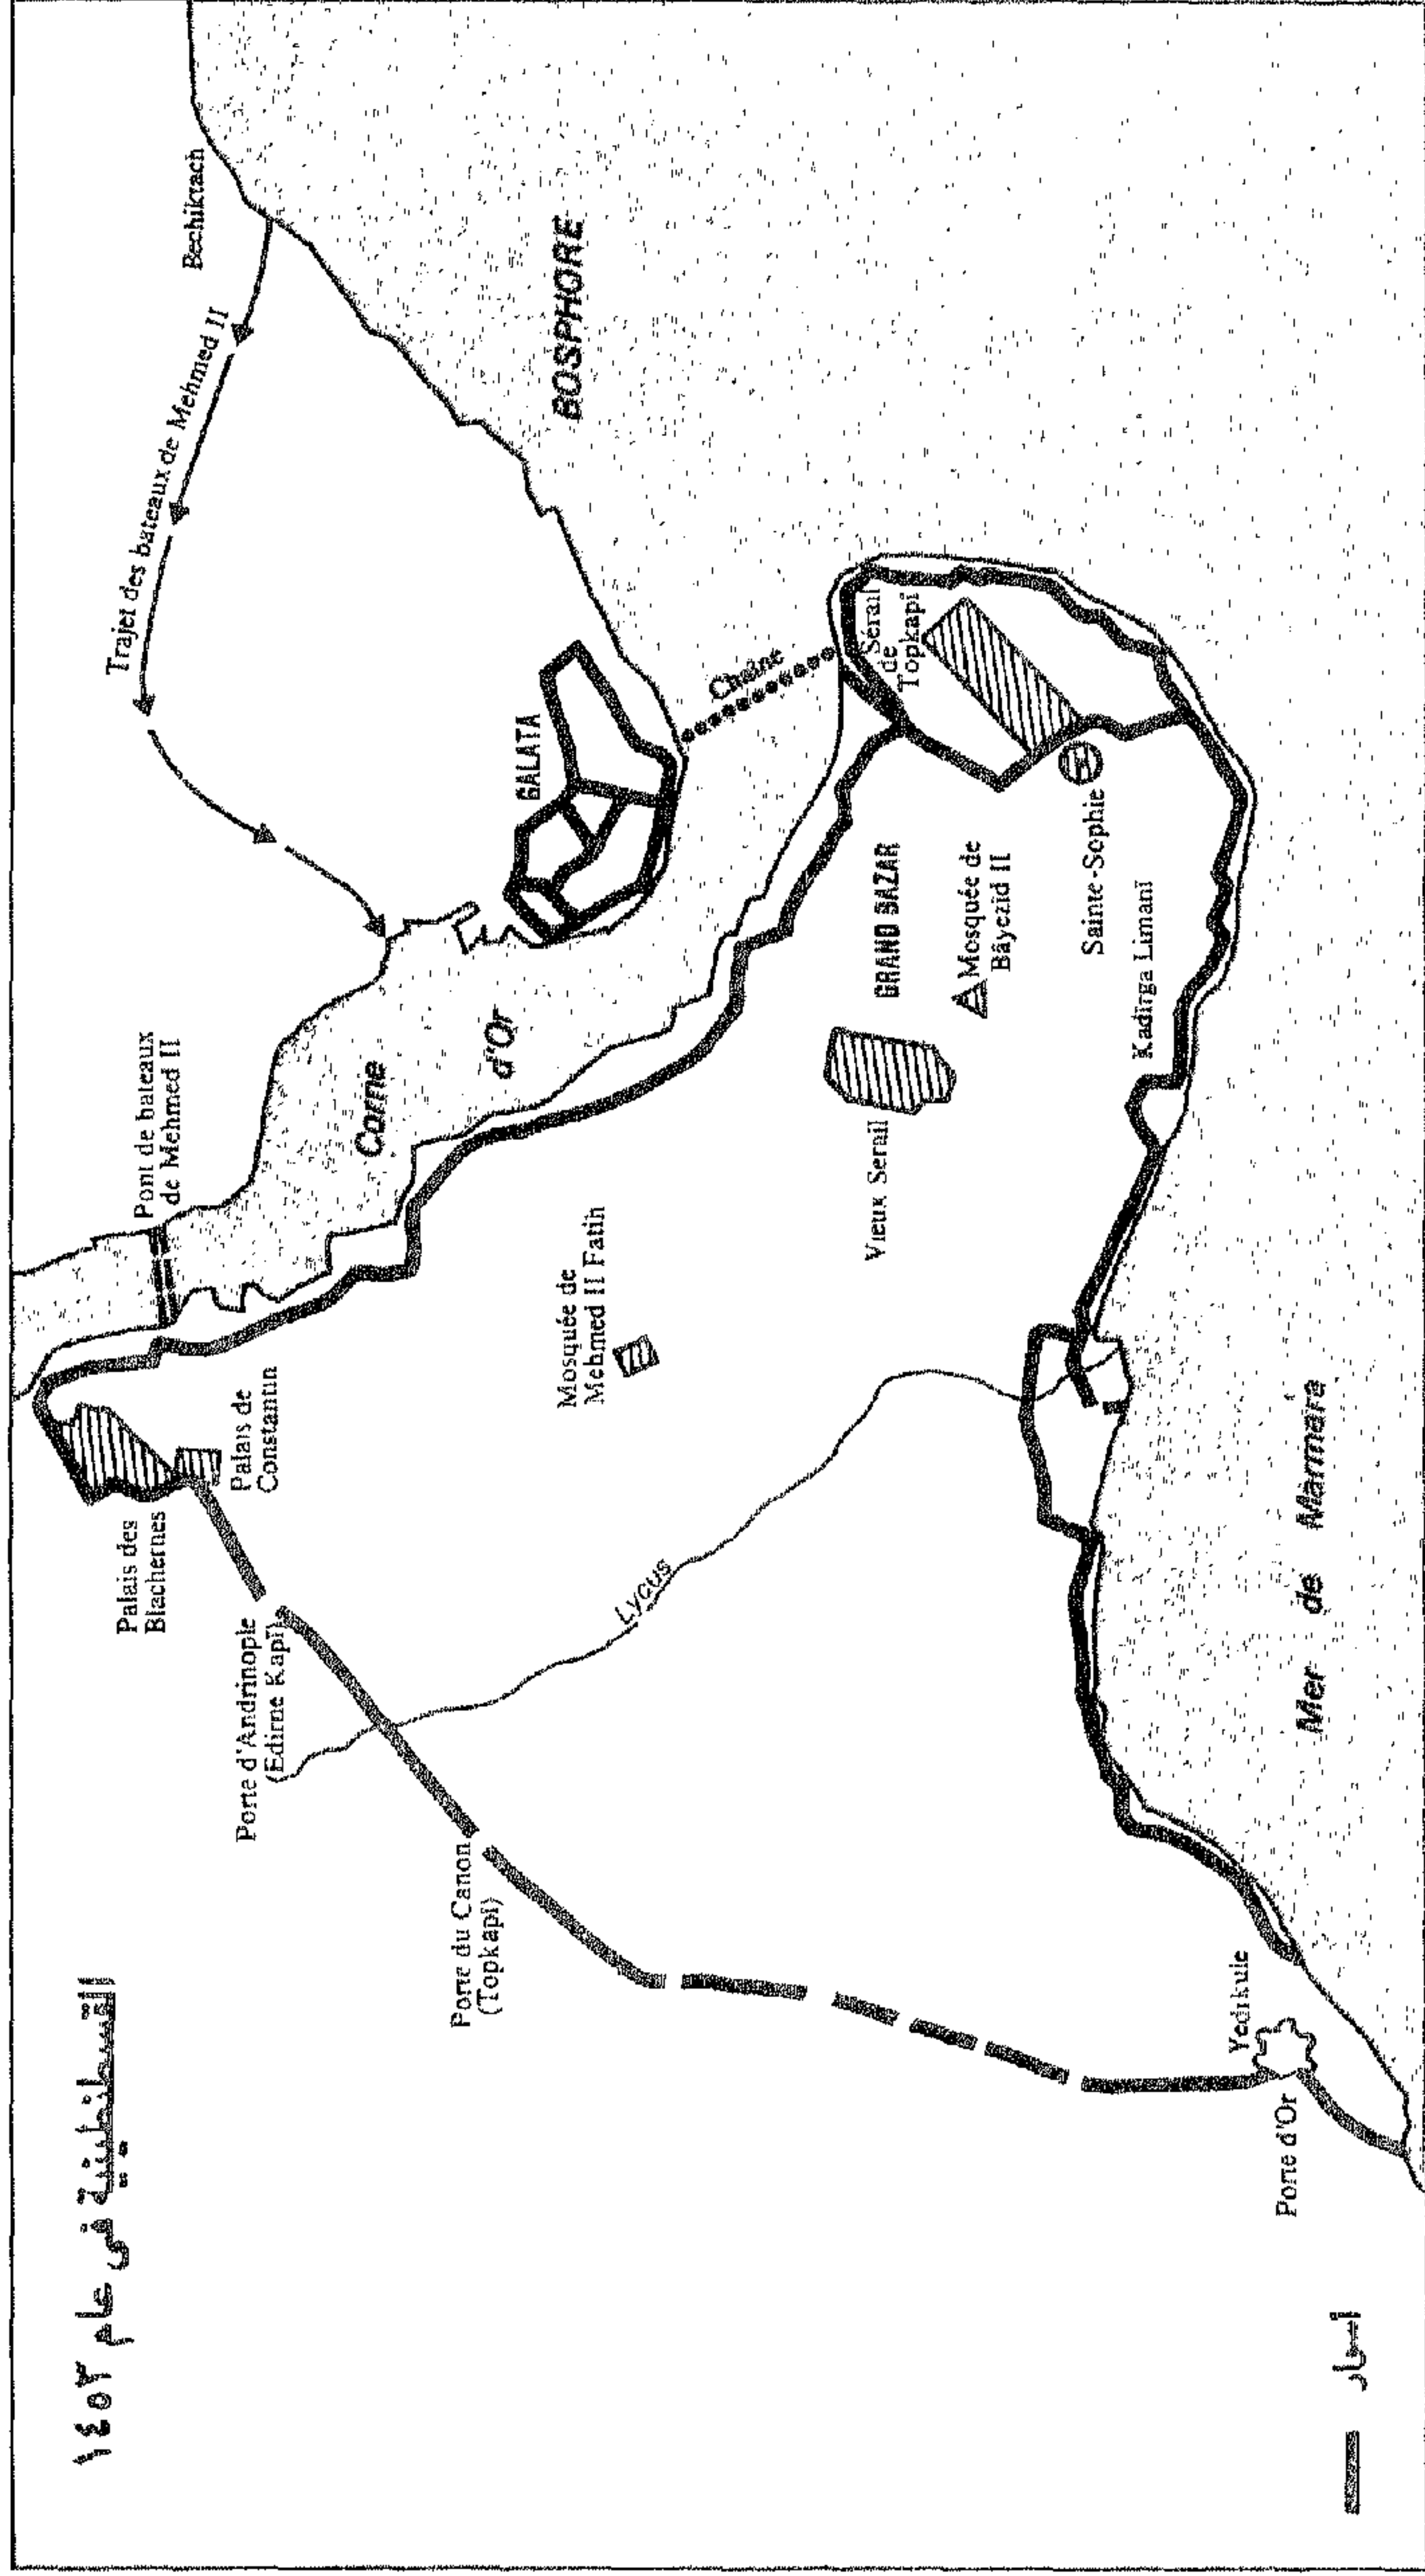 القسطنطينية فى عام ١٤٥٣
Bechiktach
Trajet des bateaux de Mehmed II
BOSPHORE
GALATA
Chaîne
Sérail
de
Topkapi
Pont de bateaux
de Mehmed II
Corne
d'Or
GRAND BAZAR
Mosquée de
Bâyezid II
Sainte-Sophie
Kadirga Limani
Vieux Serail
Mosquée de
Mehmed II Fatih
Palais de
Constantin
Palais des
Blachernes
Porte d'Andrinople
(Edirne Kapi)
Lycus
Porte du Canon
(Topkapi)
Mer de Marmara
Yedikule
Porte d'Or
أسوار